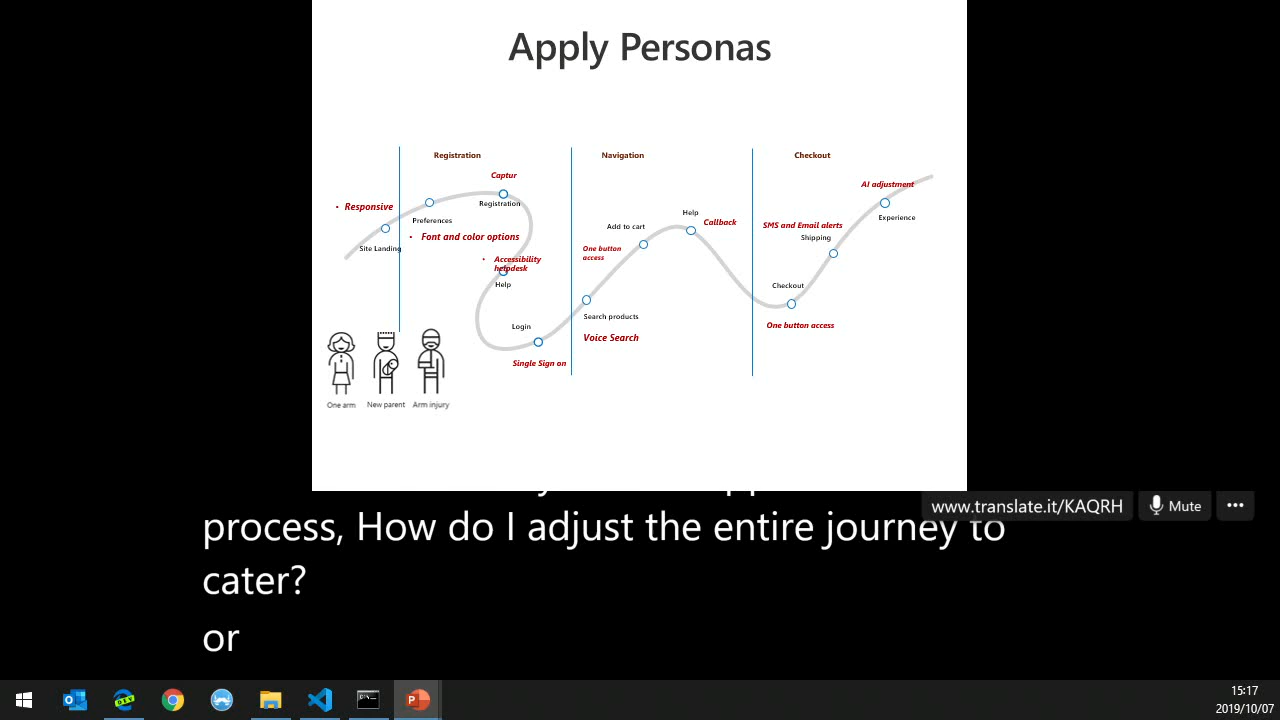 Apply Personas
Registration
Navigation
Checkout
Captur
AI adjustment
• Responsive
Registration
Preferences
Help
Callback
Experience
Add to cart
SMS and Email alerts
• Font and color options
Shipping
Site Landing
One button
access
• Accessibility
helpdesk
Help
Checkout
Search products
Login
One button access
Voice Search
Single Sign on
One arm
New parent
Arm injury
www.translate.it/KAQRH
Mute
process, How do I adjust the entire journey to
cater?
or
15:17
2019/10/07